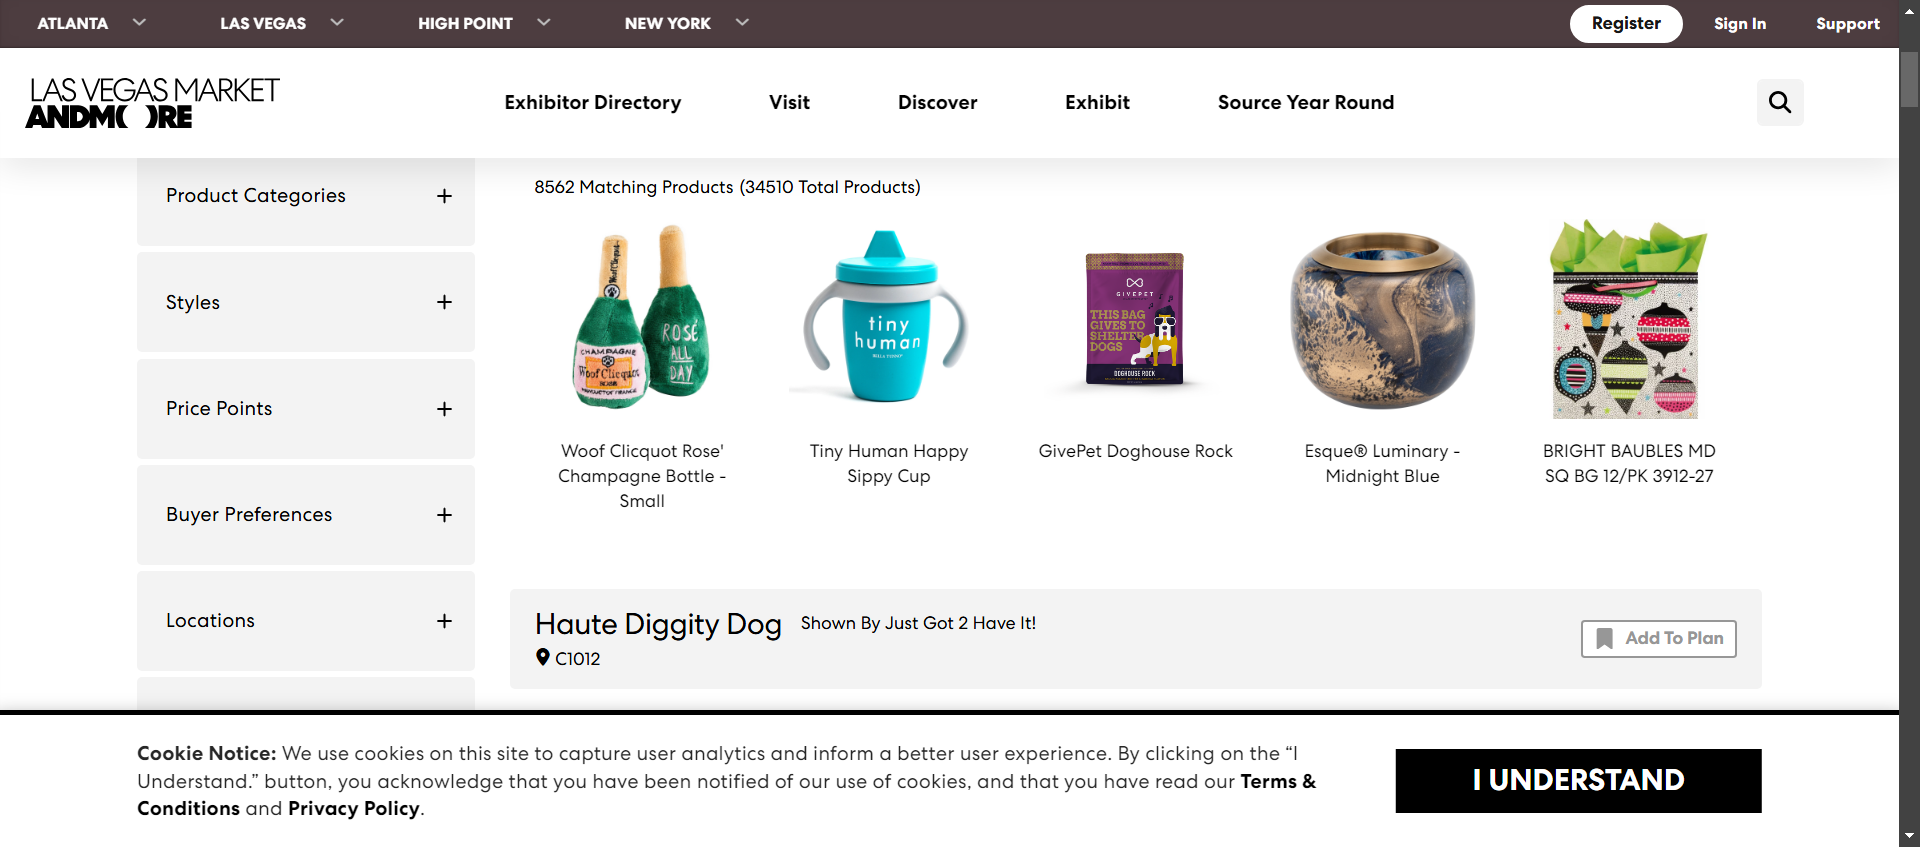 ATLANTA
LAS VEGAS
HIGH POINT
NEW YORK
Register
Sign In
Support
LAS VEGAS MARKET
ANDMORE
Exhibitor Directory
Visit
Discover
Exhibit
Source Year Round
Product Categories
Styles
Price Points
Buyer Preferences
Locations
8562 Matching Products (34510 Total Products)
Woof Clicquot
CHAMPAGNE
Woof Clicquot
ROSÉ
ALL
DAY
tiny
human
GIVEPET
THIS BAG
GIVES TO
SHELTER
DOGS
DOGHOUSE ROCK
Woof Clicquot Rose'
Champagne Bottle -
Small
Tiny Human Happy
Sippy Cup
GivePet Doghouse Rock
Esque® Luminary -
Midnight Blue
BRIGHT BAUBLES MD
SQ BG 12/PK 3912-27
Haute Diggity Dog
Shown By Just Got 2 Have It!
C1012
Add To Plan
Cookie Notice: We use cookies on this site to capture user analytics and inform a better user experience. By clicking on the “I
Understand.” button, you acknowledge that you have been notified of our use of cookies, and that you have read our Terms &
Conditions and Privacy Policy.
I UNDERSTAND